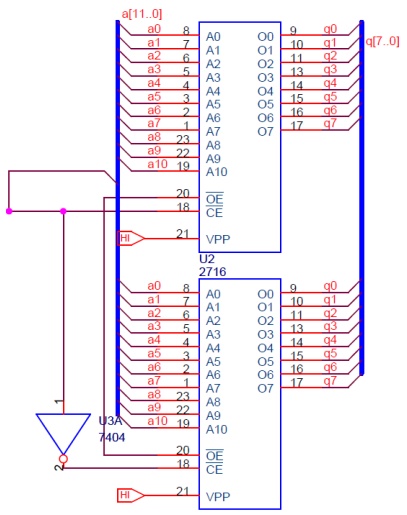 a[11..0]
a0 8 A0 O0 9 q0
a1 7 A1 O1 10 q1 q[7..0]
a2 6 A2 O2 11 q2
a3 5 A3 O3 13 q3
a4 4 A4 O4 14 q4
a5 3 A5 O5 15 q5
a6 2 A6 O6 16 q6
a7 1 A7 O7 17 q7
a8 23 A8
a9 22 A9
a10 19 A10
20 OE
18 CE
HI 21 VPP
U2
2716
a0 8 A0 O0 9 q0
a1 7 A1 O1 10 q1
a2 6 A2 O2 11 q2
a3 5 A3 O3 13 q3
a4 4 A4 O4 14 q4
a5 3 A5 O5 15 q5
a6 2 A6 O6 16 q6
a7 1 A7 O7 17 q7
a8 23 A8
a9 22 A9
a10 19 A10
1
U3A
7404
2
20 OE
18 CE
HI 21 VPP